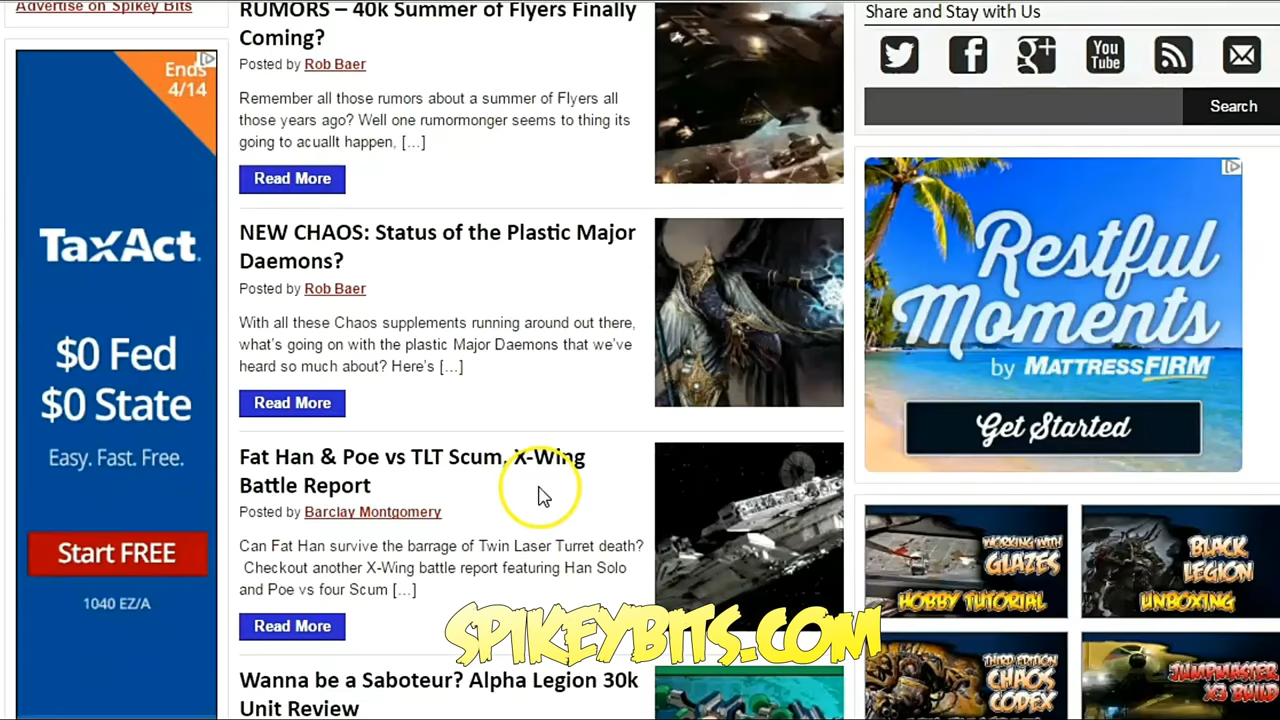 Advertise on Spikey Bits
Ends
4/14
TaxAct.
$0 Fed
$0 State
Easy. Fast. Free.
Start FREE
1040 EZ/A
RUMORS – 40k Summer of Flyers Finally
Coming?
Posted by Rob Baer
Remember all those rumors about a summer of Flyers all
those years ago? Well one rumormonger seems to thing its
going to acuallt happen, […]
Read More
NEW CHAOS: Status of the Plastic Major
Daemons?
Posted by Rob Baer
With all these Chaos supplements running around out there,
what's going on with the plastic Major Daemons that we've
heard so much about? Here's […]
Read More
Fat Han & Poe vs TLT Scum, X-Wing
Battle Report
Posted by Barclay Montgomery
Can Fat Han survive the barrage of Twin Laser Turret death?
Checkout another X-Wing battle report featuring Han Solo
and Poe vs four Scum […]
Read More
SPIKEYBITS.COM
Wanna be a Saboteur? Alpha Legion 30k
Unit Review
Share and Stay with Us
You
Tube
Search
Restful
Moments
by MATTRESSFIRM
Get Started
WORKING WITH
GLAZES
HOBBY TUTORIAL
BLACK
LEGION
UNBOXING
THIRD EDITION
CHAOS
CODEX
JUMPMASTER
X3 BUILD